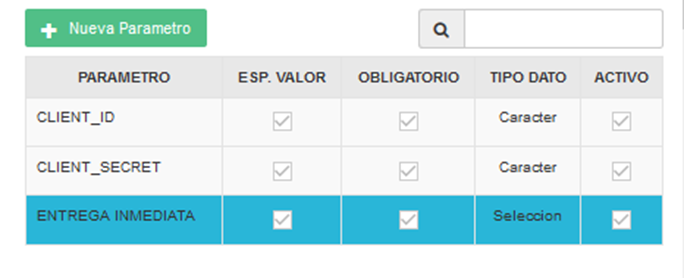 Nueva Parametro
PARAMETRO ESP. VALOR OBLIGATORIO TIPO DATO ACTIVO
CLIENT_ID Caracter
CLIENT_SECRET Caracter
ENTREGA INMEDIATA Seleccion